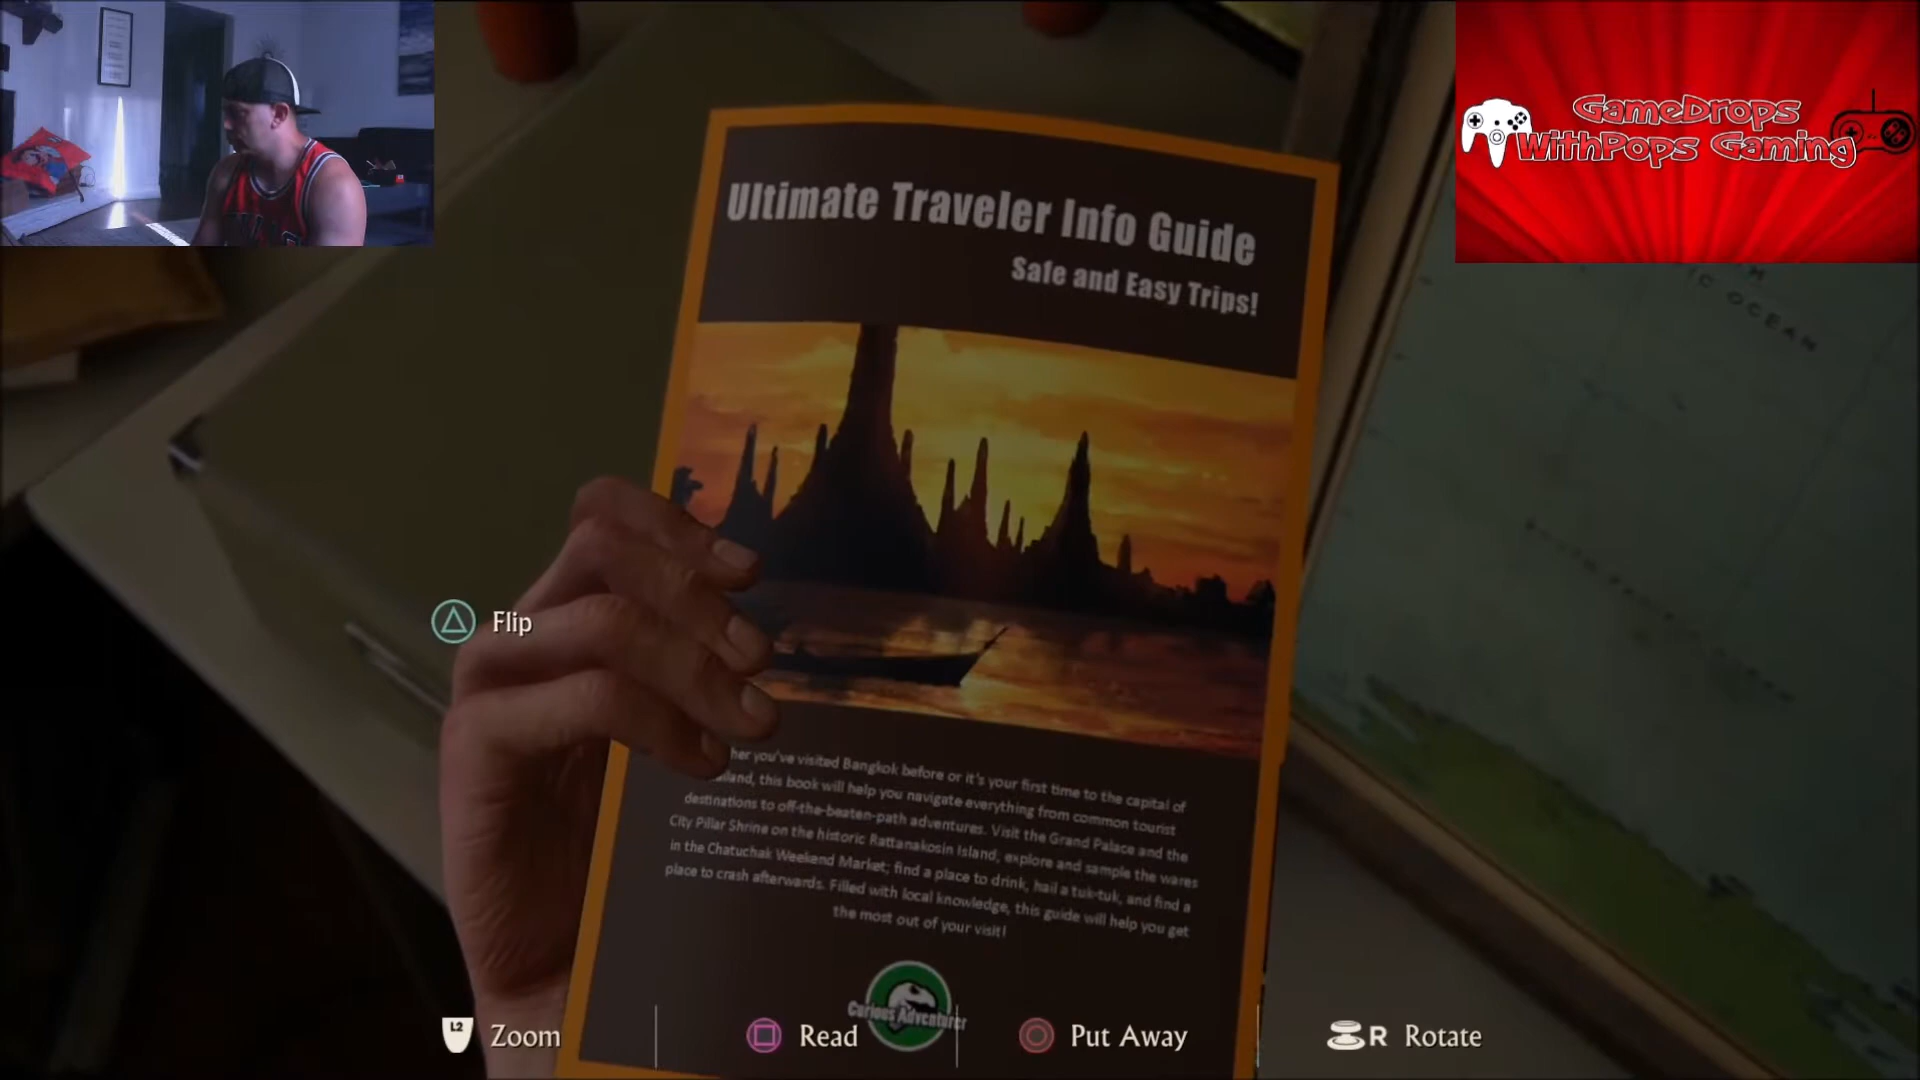 GameDrops
WithPops Gaming
Ultimate Traveler Info Guide
Safe and Easy Trips!
IC OCEAN
her you've visited Bangkok before or it's your first time to the capital of
iland, this book will help you navigate everything from common tourist
destinations to off-the-beaten-path adventures. Visit the Grand Palace and the
City Pillar Shrine on the historic Rattanakosin Island, explore and sample the wares
in the Chatuchak Weekend Market; find a place to drink, hail a tuk-tuk, and find a
place to crash afterwards. Filled with local knowledge, this guide will help you get
the most out of your visit!
Curious Adventurer
Flip
L2 Zoom
Read
Put Away
R Rotate